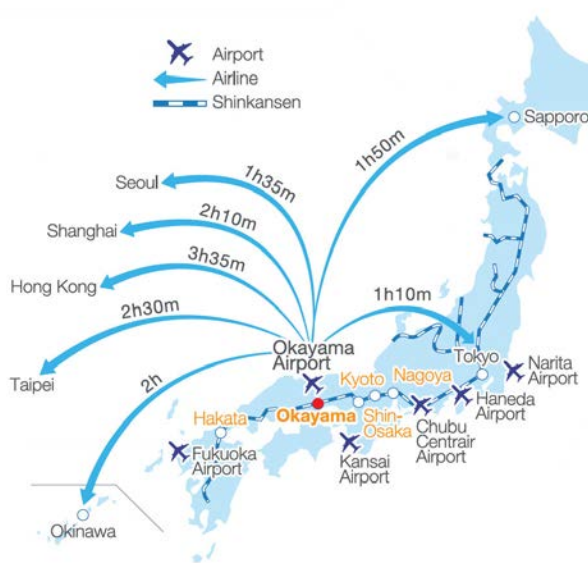 Airport
Airline
Shinkansen
Sapporo
1h50m
Seoul
1h35m
Shanghai
2h10m
Hong Kong
3h35m
Taipei
2h30m
2h
1h10m
Okayama
Airport
Tokyo
Narita
Airport
Kyoto
Nagoya
Haneda
Airport
Hakata
Okayama
Shin-
Osaka
Chubu
Centrair
Airport
Fukuoka
Airport
Kansai
Airport
Okinawa